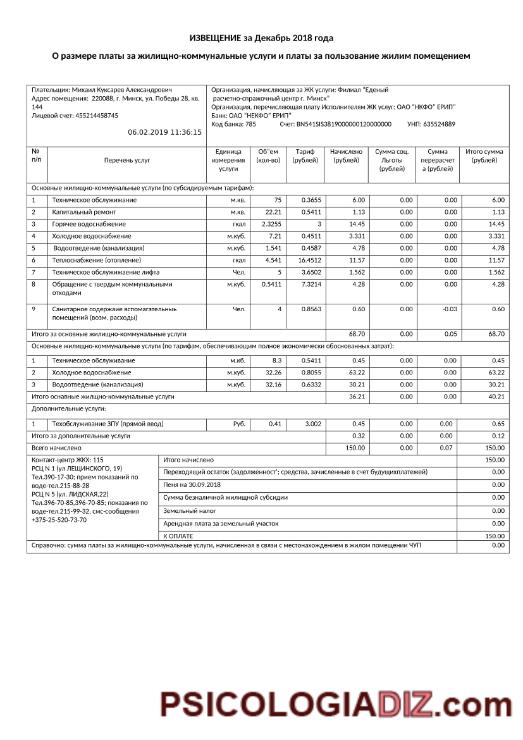 ИЗВЕЩЕНИЕ за Декабрь 2018 года
О размере платы за жилищно-коммунальные услуги и платы за пользование жилим помещением
Плательщик: Михаил Куксарев Александрович
Адрес помещения: 220088, г. Минск, ул. Победы 28, кв. 144
Лицевой счет: 455214458745
06.02.2019 11:36:15
Организация, начисляющая за ЖК услуги: Филиал "Еденый
расчетно-справочный центр г. Минск"
Организация, перечисляющая плату Исполнителям ЖК услуг; ОАО "НКФО" ЕРИП"
Банк: ОАО "НЕКФО" ЕРИП"
Код банка: 785 Счет: BN541SIS3819000000120000000 УНП: 635524889
№ п/п Перечень услуг Единица измерения услуги Об"ем (кол-во) Тариф (рублей) Начислено (рублей) Сумма соц. Льготы (рублей) Сумма перерасчет а (рублей) Итого сумма (рублей)
Основные жилищно-коммунальные услуги (по субсидируемым тарифам):
1 Техническое обслуживание м.кв. 75 0.3655 6.00 0.00 0.00 6.00
2 Капитальный ремонт м.кв. 22.21 0.5411 1.13 0.00 0.00 1.13
3 Горячее водоснабжение гкал 2.3255 3 14.45 0.00 0.00 14.45
4 Холодное водоснабжение м.куб. 7.21 0.4511 3.331 0.00 0.00 3.331
5 Водоотведение (канализация) м.куб. 1.541 0.4587 4.78 0.00 0.00 4.78
6 Теплоснабжение (отопление) гкал 4.541 16.4512 11.57 0.00 0.00 11.57
7 Техническое обслуживание лифта Чел. 5 3.6502 1.562 0.00 0.00 1.562
8 Обращение с твердым коммунальными отходами м.куб. 0.5411 7.3214 4.28 0.00 0.00 4.28
9 Санитарное содержание вспомагательных помещений (возм. расходы) Чел. 4 0.8563 0.60 0.00 -0.03 0.60
Итого за основные жилищно-коммунальные услуги 68.70 0.00 0.05 68.70
Основные жилищно-коммунальные услуги (по тарифам, обеспечивающим полное экономически обоснованных затрат):
1 Техническое обслуживание м.кб. 8.3 0.5411 0.45 0.00 0.00 0.45
2 Холодное водоснабжение м.куб. 32.26 0.8055 63.22 0.00 0.00 63.22
3 Водоотведение (канализация) м.куб. 32.16 0.6332 30.21 0.00 0.00 30.21
Итого основные жилищно-коммунальные услуги 36.21 0.00 0.00 40.21
Дополнительные услуги:
1 Техобслуживание ЗПУ (прямой ввод) Руб. 0.41 3.002 0.45 0.00 0.00 0.65
Итого за дополнительные услуги 0.32 0.00 0.00 0.12
Всего начислено 150.00 0.00 0.07 150.00
Контакт-центр ЖКХ: 115
РСЦ N 1 (ул ЛЕЩИНСКОГО, 19)
Тел.390-17-30; прием показаний по
воде-тел.215-88-28
РСЦ N 5 (ул. ЛИДСКАЯ,22)
Тел.396-70-85,396-70-85; показания по
воде-тел.215-99-32, смс-сообщения
+375-25-520-73-70
Итого начислено 150.00
Переходящий остаток (задолженност'; средства, зачисленные в счет будущихплатежей) 0.00
Пеня на 30.09.2018 0.00
Сумма безналичной жилищной субсидии 0.00
Земельный налог 0.00
Арендная плата за земельный участок 0.00
К ОПЛАТЕ 150.00
Справочно: сумма платы за жилищно-коммунальные услуги, начисленная в связи с местонахождением в жилом помещении ЧУП 0.00
PSICOLOGIADIZ.com